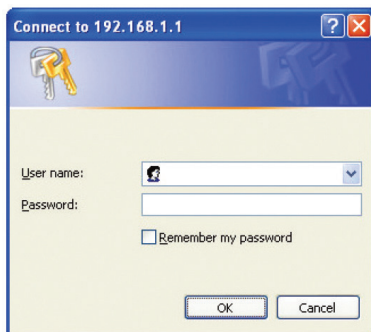 Connect to 192.168.1.1
User name:
Password:
Remember my password
OK
Cancel